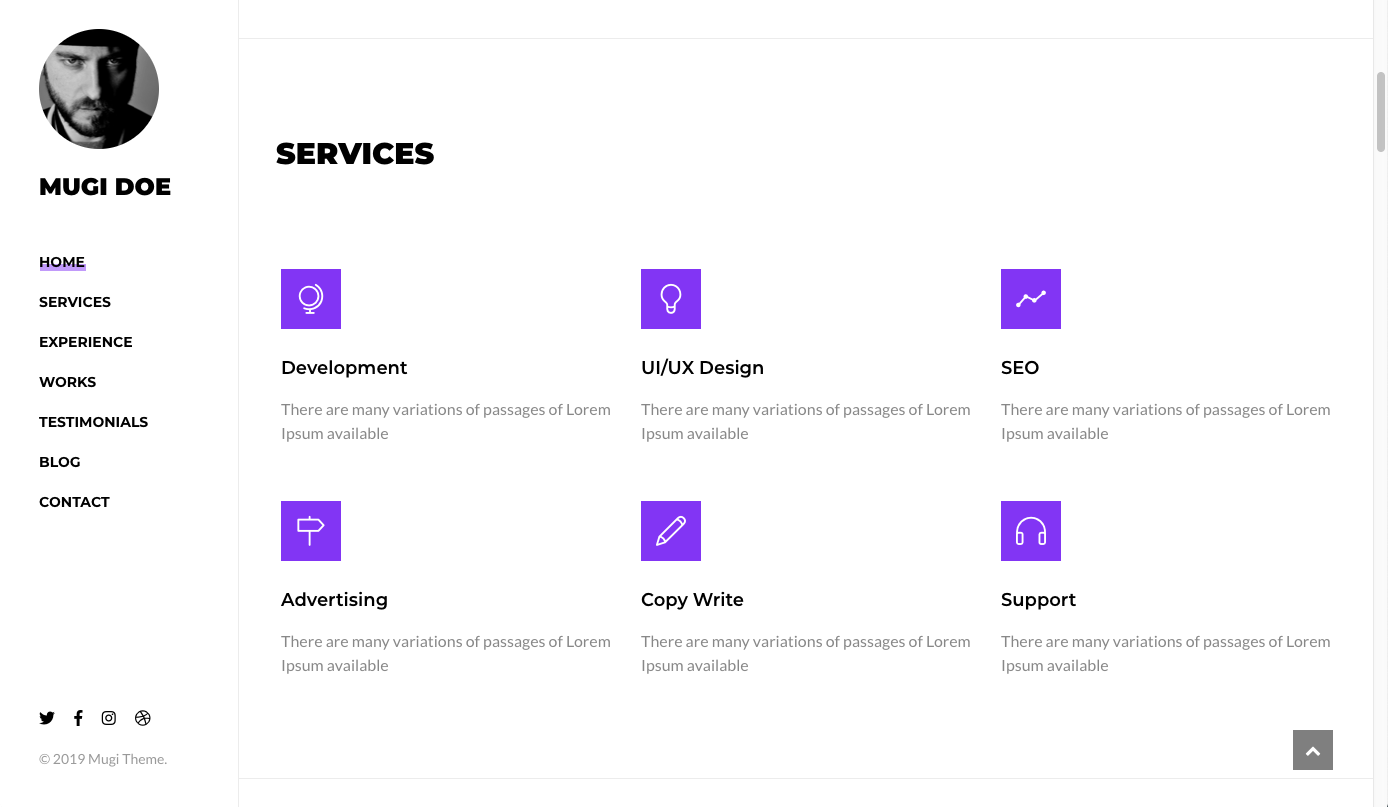 MUGI DOE
HOME
SERVICES
EXPERIENCE
WORKS
TESTIMONIALS
BLOG
CONTACT
© 2019 Mugi Theme.
SERVICES
Development
There are many variations of passages of Lorem
Ipsum available
UI/UX Design
There are many variations of passages of Lorem
Ipsum available
SEO
There are many variations of passages of Lorem
Ipsum available
Advertising
There are many variations of passages of Lorem
Ipsum available
Copy Write
There are many variations of passages of Lorem
Ipsum available
Support
There are many variations of passages of Lorem
Ipsum available